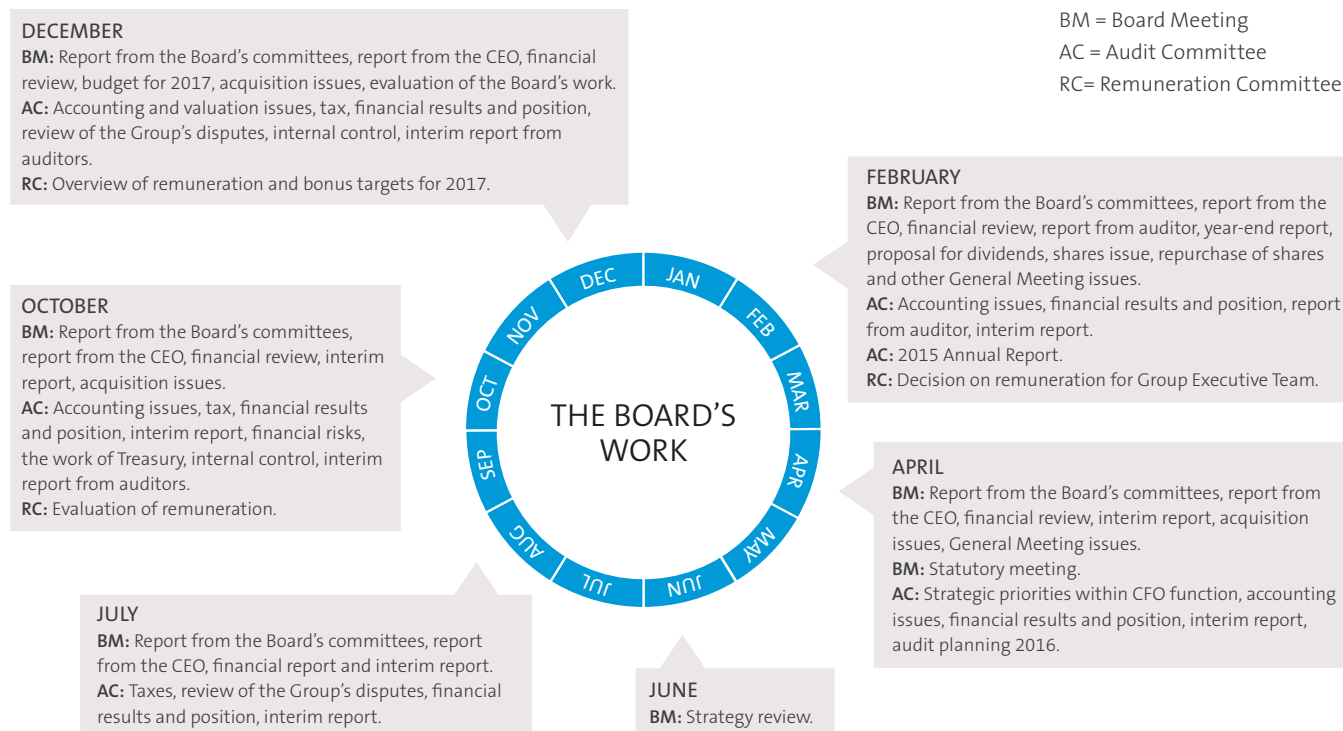 DECEMBER
BM: Report from the Board’s committees, report from the CEO, financial
review, budget for 2017, acquisition issues, evaluation of the Board’s work.
AC: Accounting and valuation issues, tax, financial results and position,
review of the Group’s disputes, internal control, interim report from
auditors.
RC: Overview of remuneration and bonus targets for 2017.
BM = Board Meeting
AC = Audit Committee
RC= Remuneration Committee
FEBRUARY
BM: Report from the Board’s committees, report from the
CEO, financial review, report from auditor, year-end report,
proposal for dividends, shares issue, repurchase of shares
and other General Meeting issues.
AC: Accounting issues, financial results and position, report
from auditor, interim report.
AC: 2015 Annual Report.
RC: Decision on remuneration for Group Executive Team.
OCTOBER
BM: Report from the Board’s committees,
report from the CEO, financial review, interim
report, acquisition issues.
AC: Accounting issues, tax, financial results
and position, interim report, financial risks,
the work of Treasury, internal control, interim
report from auditors.
RC: Evaluation of remuneration.
JAN
FEB
MAR
APR
MAY
JUN
JUL
AUG
SEP
OCT
NOV
DEC
THE BOARD’S
WORK
APRIL
BM: Report from the Board’s committees, report from
the CEO, financial review, interim report, acquisition
issues, General Meeting issues.
BM: Statutory meeting.
AC: Strategic priorities within CFO function, accounting
issues, financial results and position, interim report,
audit planning 2016.
JULY
BM: Report from the Board’s committees, report
from the CEO, financial report and interim report.
AC: Taxes, review of the Group’s disputes, financial
results and position, interim report.
JUNE
BM: Strategy review.